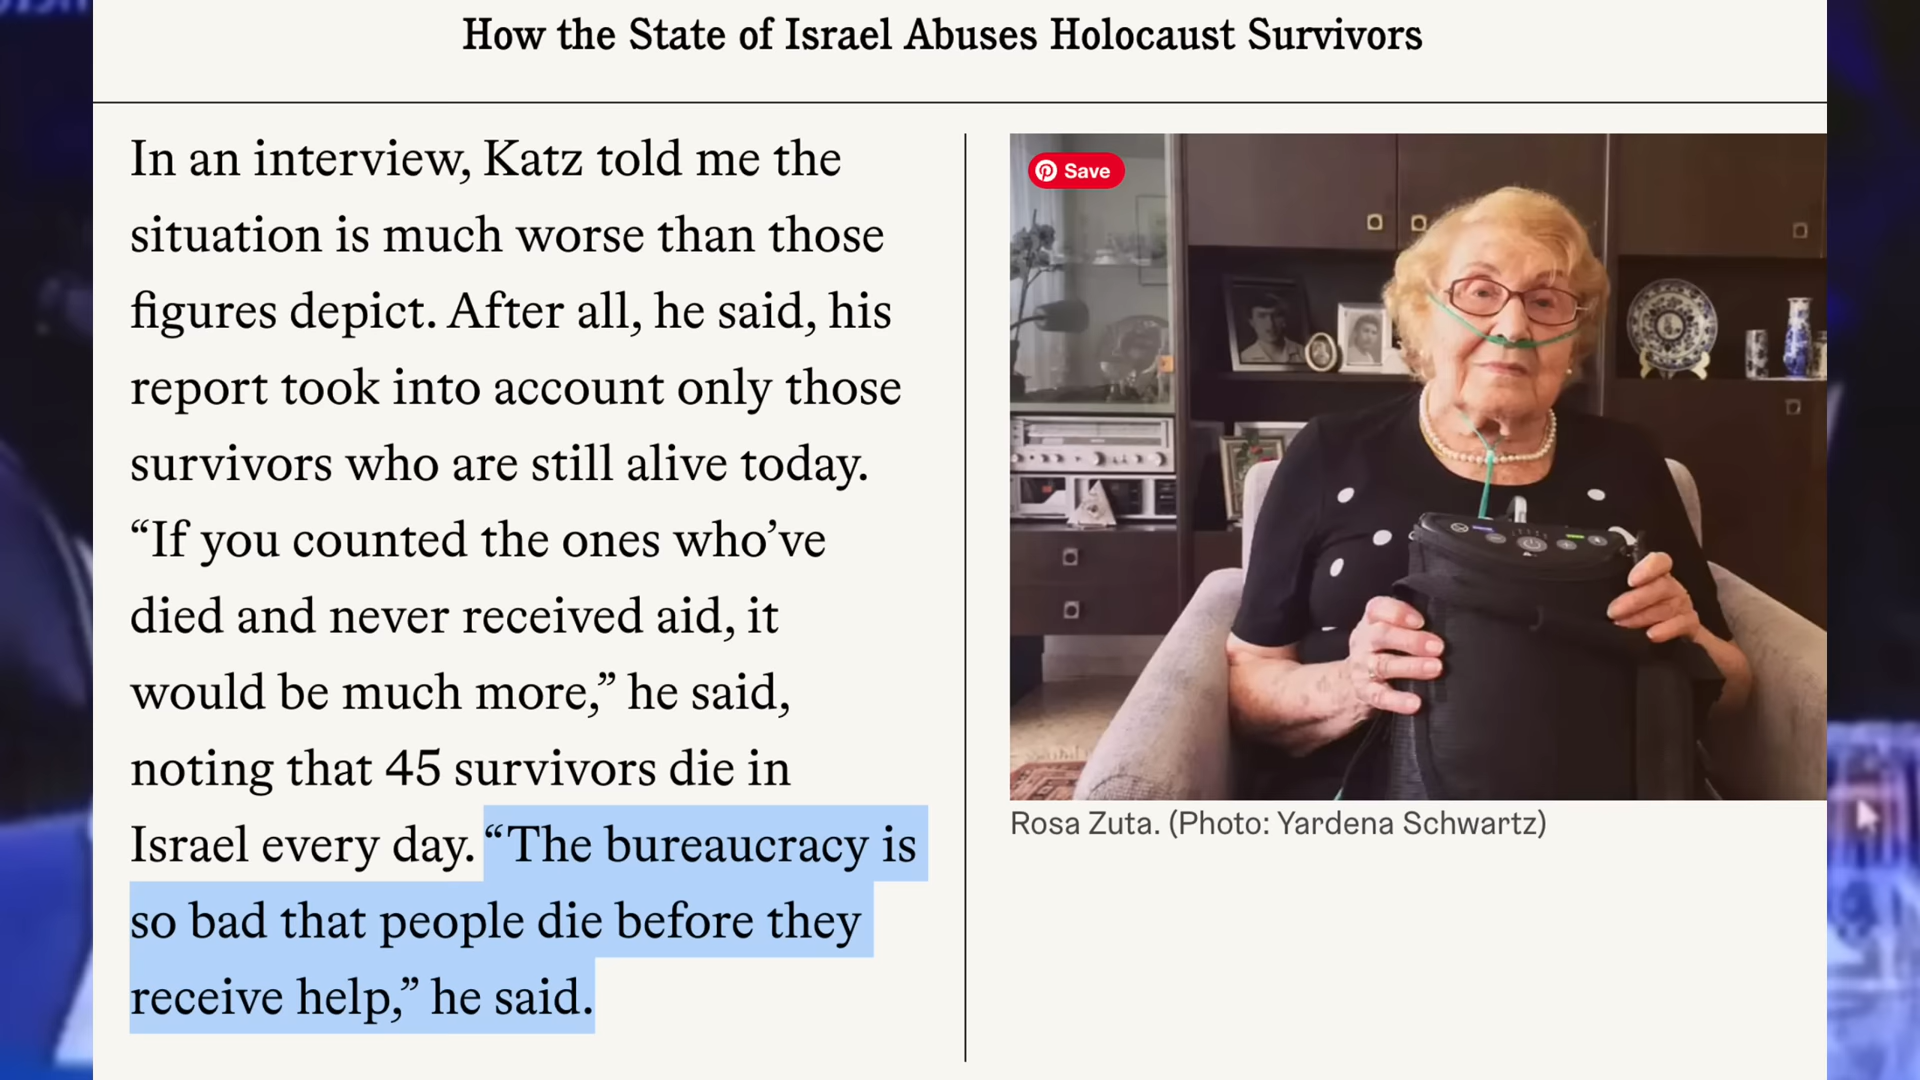 How the State of Israel Abuses Holocaust Survivors
In an interview, Katz told me the
situation is much worse than those
figures depict. After all, he said, his
report took into account only those
survivors who are still alive today.
“If you counted the ones who’ve
died and never received aid, it
would be much more,” he said,
noting that 45 survivors die in
Israel every day. “The bureaucracy is
so bad that people die before they
receive help,” he said.
Save
Rosa Zuta. (Photo: Yardena Schwartz)